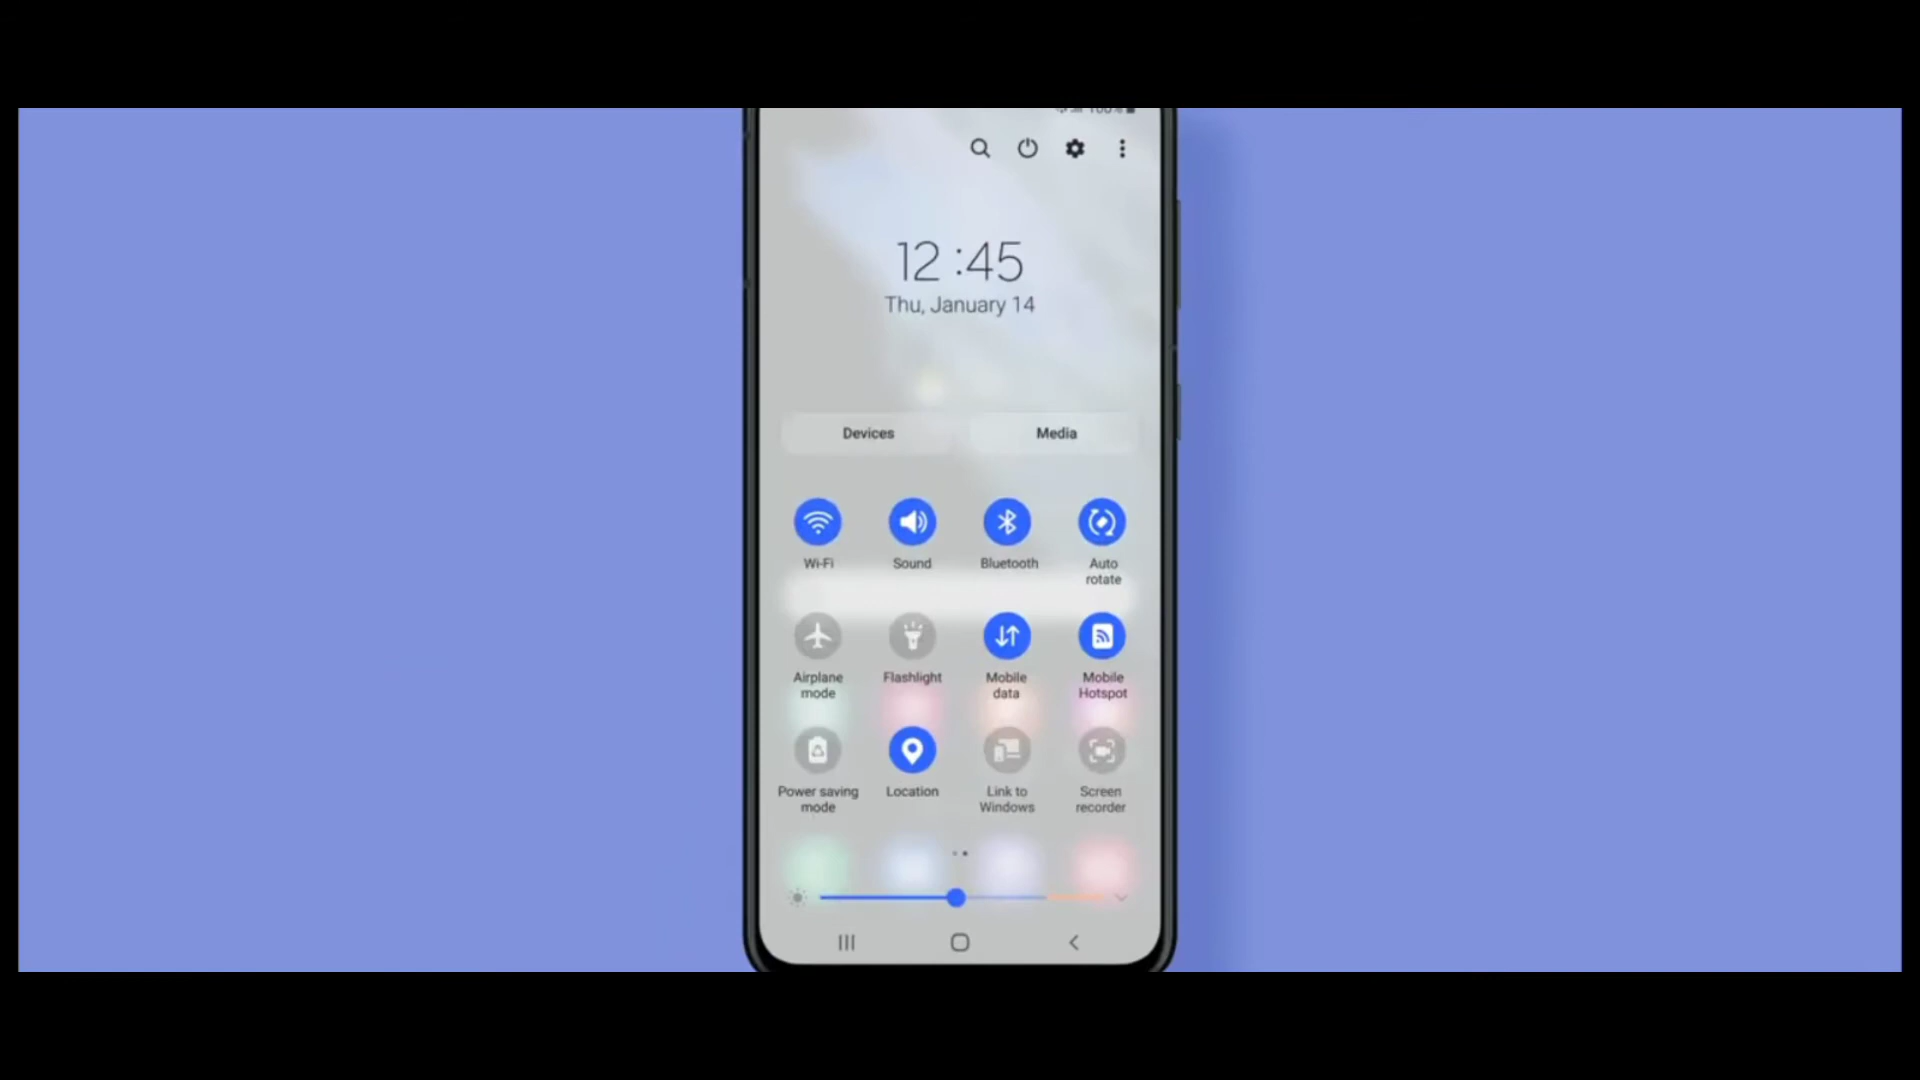 12 :45
Thu, January 14
Devices Media
Wi-Fi Sound Bluetooth Auto
rotate
Airplane Flashlight Mobile Mobile
mode data Hotspot
Power saving Location Link to Screen
mode Windows recorder